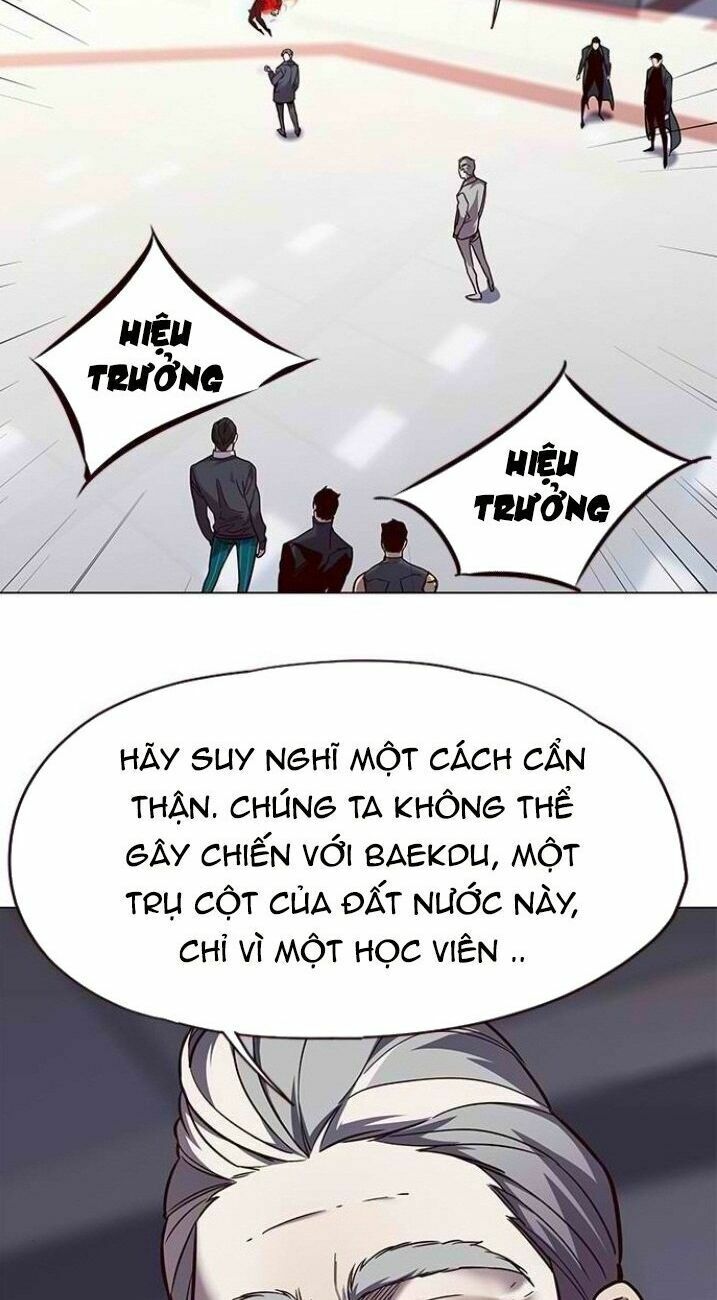 HIỆU
TRƯỞNG
HIỆU
TRƯỞNG
HÃY SUY NGHĨ MỘT CÁCH CẨN
THẬN. CHÚNG TA KHÔNG THỂ
GÂY CHIẾN VỚI BAEKDU, MỘT
TRỤ CỘT CỦA ĐẤT NƯỚC NÀY,
CHỈ VÌ MỘT HỌC VIÊN ..